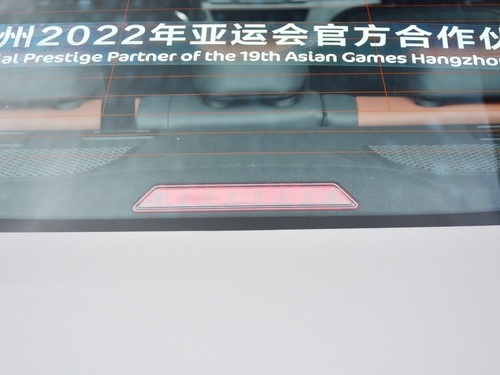 州2022年亚运会官方合作伙
al Prestige Partner of the 19th Asian Games Hangzho